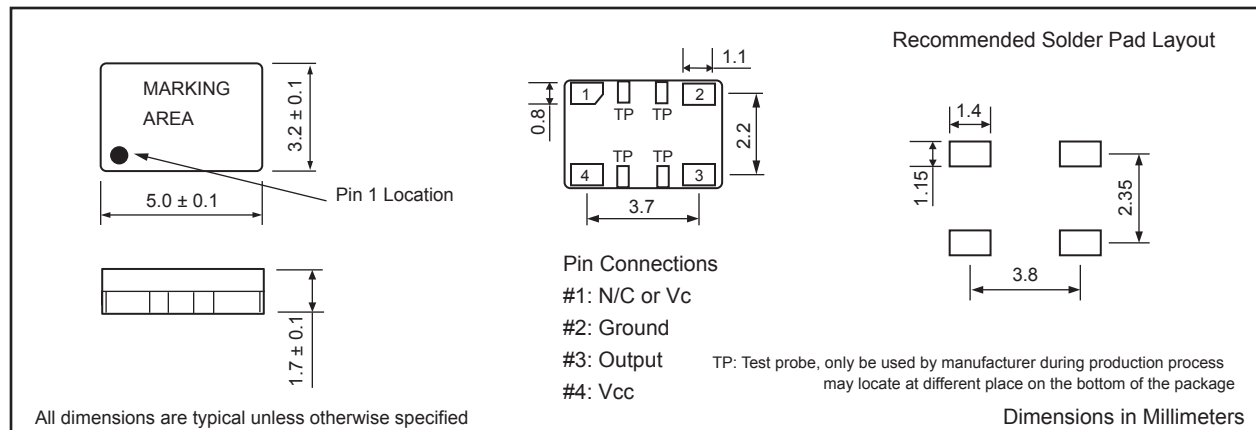 MARKING
AREA
3.2 ± 0.1
Pin 1 Location
5.0 ± 0.1
1.7 ± 0.1
All dimensions are typical unless otherwise specified
1.1
1
TP
TP
2
0.8
2.2
4
TP
TP
3
3.7
Pin Connections
#1: N/C or Vc
#2: Ground
#3: Output
#4: Vcc
Recommended Solder Pad Layout
1.4
1.15
2.35
3.8
TP: Test probe, only be used by manufacturer during production process
may locate at different place on the bottom of the package
Dimensions in Millimeters